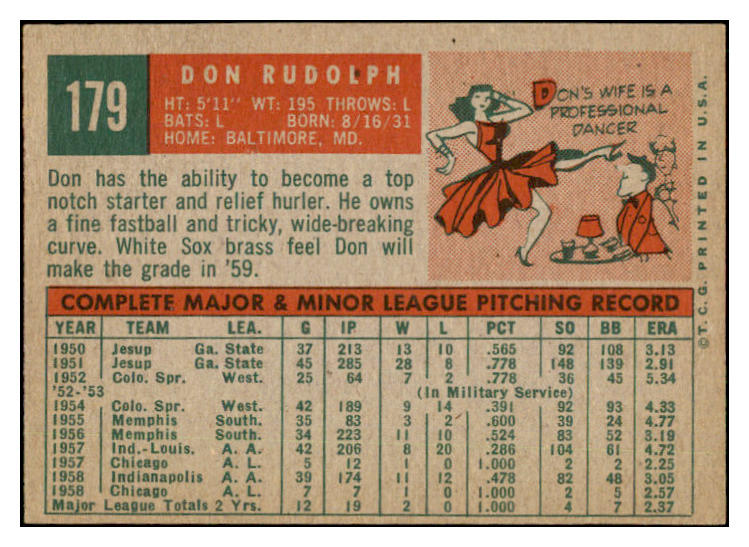 179
DON RUDOLPH
HT: 5'11" WT: 195 THROWS: L
BATS: L BORN: 8/16/31
HOME: BALTIMORE, MD.
DON'S WIFE IS A
PROFESSIONAL
DANCER
Don has the ability to become a top
notch starter and relief hurler. He owns
a fine fastball and tricky, wide-breaking
curve. White Sox brass feel Don will
make the grade in '59.
COMPLETE MAJOR & MINOR LEAGUE PITCHING RECORD
YEAR TEAM LEA. G IP W L PCT SO BB ERA
1950 Jesup Ga. State 37 213 13 10 .565 92 108 3.13
1951 Jesup Ga. State 45 285 28 8 .778 148 139 2.91
1952 Colo. Spr. West. 25 64 7 2 .778 36 45 5.34
'52-'53 (In Military Service)
1954 Colo. Spr. West. 42 189 9 14 .391 92 93 4.33
1955 Memphis South. 35 83 3 2 .600 39 24 4.77
1956 Memphis South. 34 223 11 10 .524 83 52 3.19
1957 Ind.-Louis. A. A. 42 206 8 20 .286 104 61 4.72
1957 Chicago A. L. 5 12 1 0 1.000 2 2 2.25
1958 Indianapolis A. A. 39 174 11 12 .478 82 48 3.05
1958 Chicago A. L. 7 7 1 0 1.000 2 5 2.57
Major League Totals 2 Yrs. 12 19 2 0 1.000 4 7 2.37
©T.C.G. PRINTED IN U.S.A.